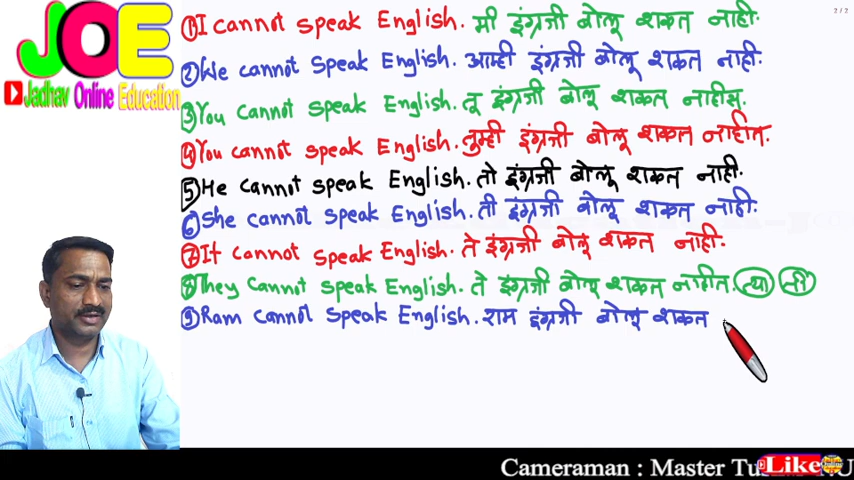 JOE
Jadhav Online Education
2/2
① I cannot speak English. मी इंग्रजी बोलू शकत नाही.
② We cannot speak English. आम्ही इंग्रजी बोलू शकत नाही.
③ You cannot speak English. तू इंग्रजी बोलू शकत नाहीस.
④ You cannot speak English. तुम्ही इंग्रजी बोलू शकत नाहीत.
⑤ He cannot speak English. तो इंग्रजी बोलू शकत नाही.
⑥ She cannot speak English. ती इंग्रजी बोलू शकत नाही.
⑦ It cannot speak English. ते इंग्रजी बोलू शकत नाही.
⑧ They cannot speak English. ते इंग्रजी बोलू शकत नाहीत. त्या
⑨ Ram cannot speak English. राम इंग्रजी बोलू शकत
Cameraman : Master
Like